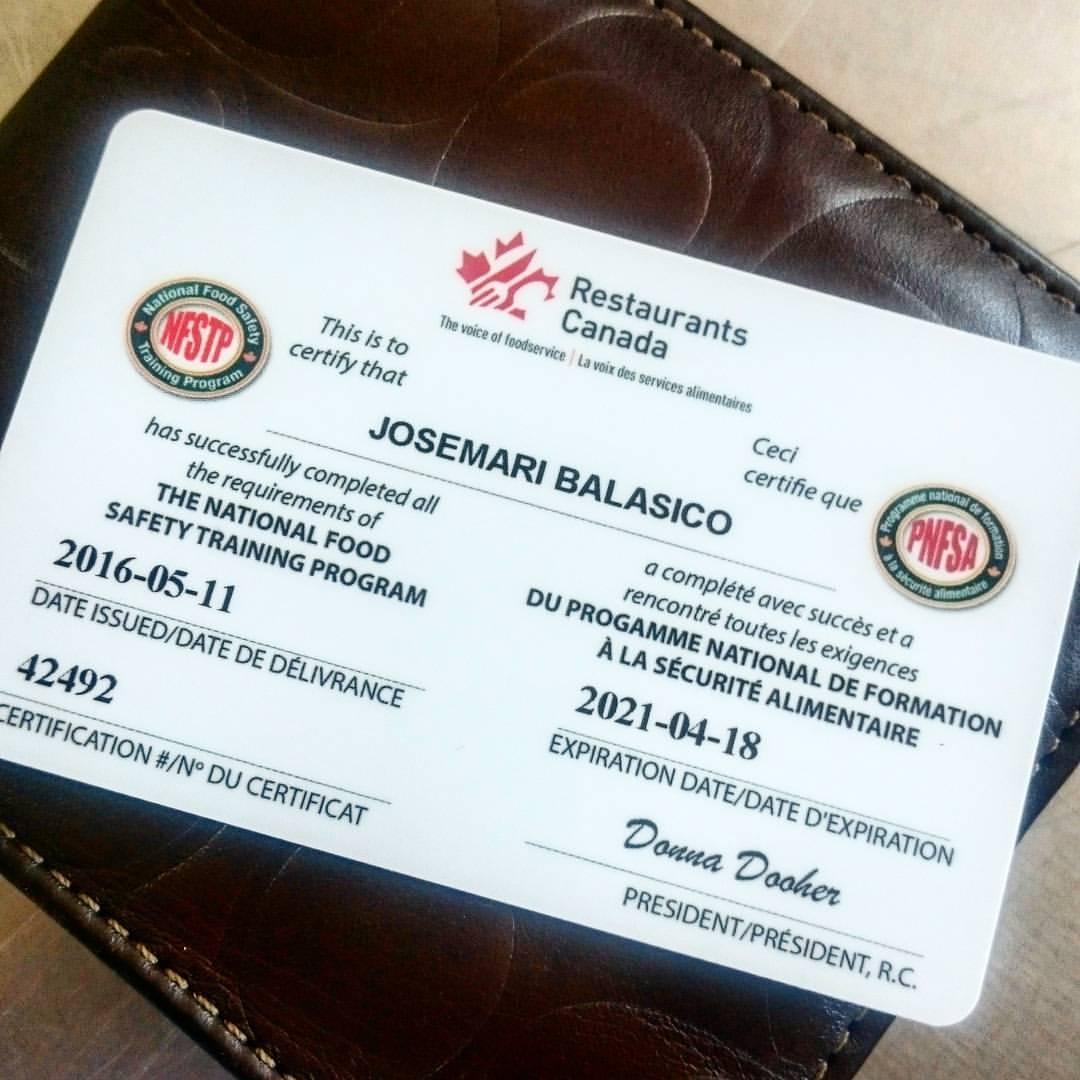 Restaurants
Canada
The voice of foodservice | La voix des services alimentaires
National Food Safety
NFSTP
Training Program
This is to
certify that
JOSEMARI BALASICO
Ceci
certifie que
Programme national de formation
PNFSA
à la sécurité alimentaire
has successfully completed all
the requirements of
THE NATIONAL FOOD
SAFETY TRAINING PROGRAM
a complété avec succès et a
rencontré toutes les exigences
DU PROGAMME NATIONAL DE FORMATION
À LA SÉCURITÉ ALIMENTAIRE
2016-05-11
DATE ISSUED/DATE DE DÉLIVRANCE
2021-04-18
EXPIRATION DATE/DATE D'EXPIRATION
42492
CERTIFICATION #/Nº DU CERTIFICAT
Donna Dooher
PRESIDENT/PRÉSIDENT, R.C.